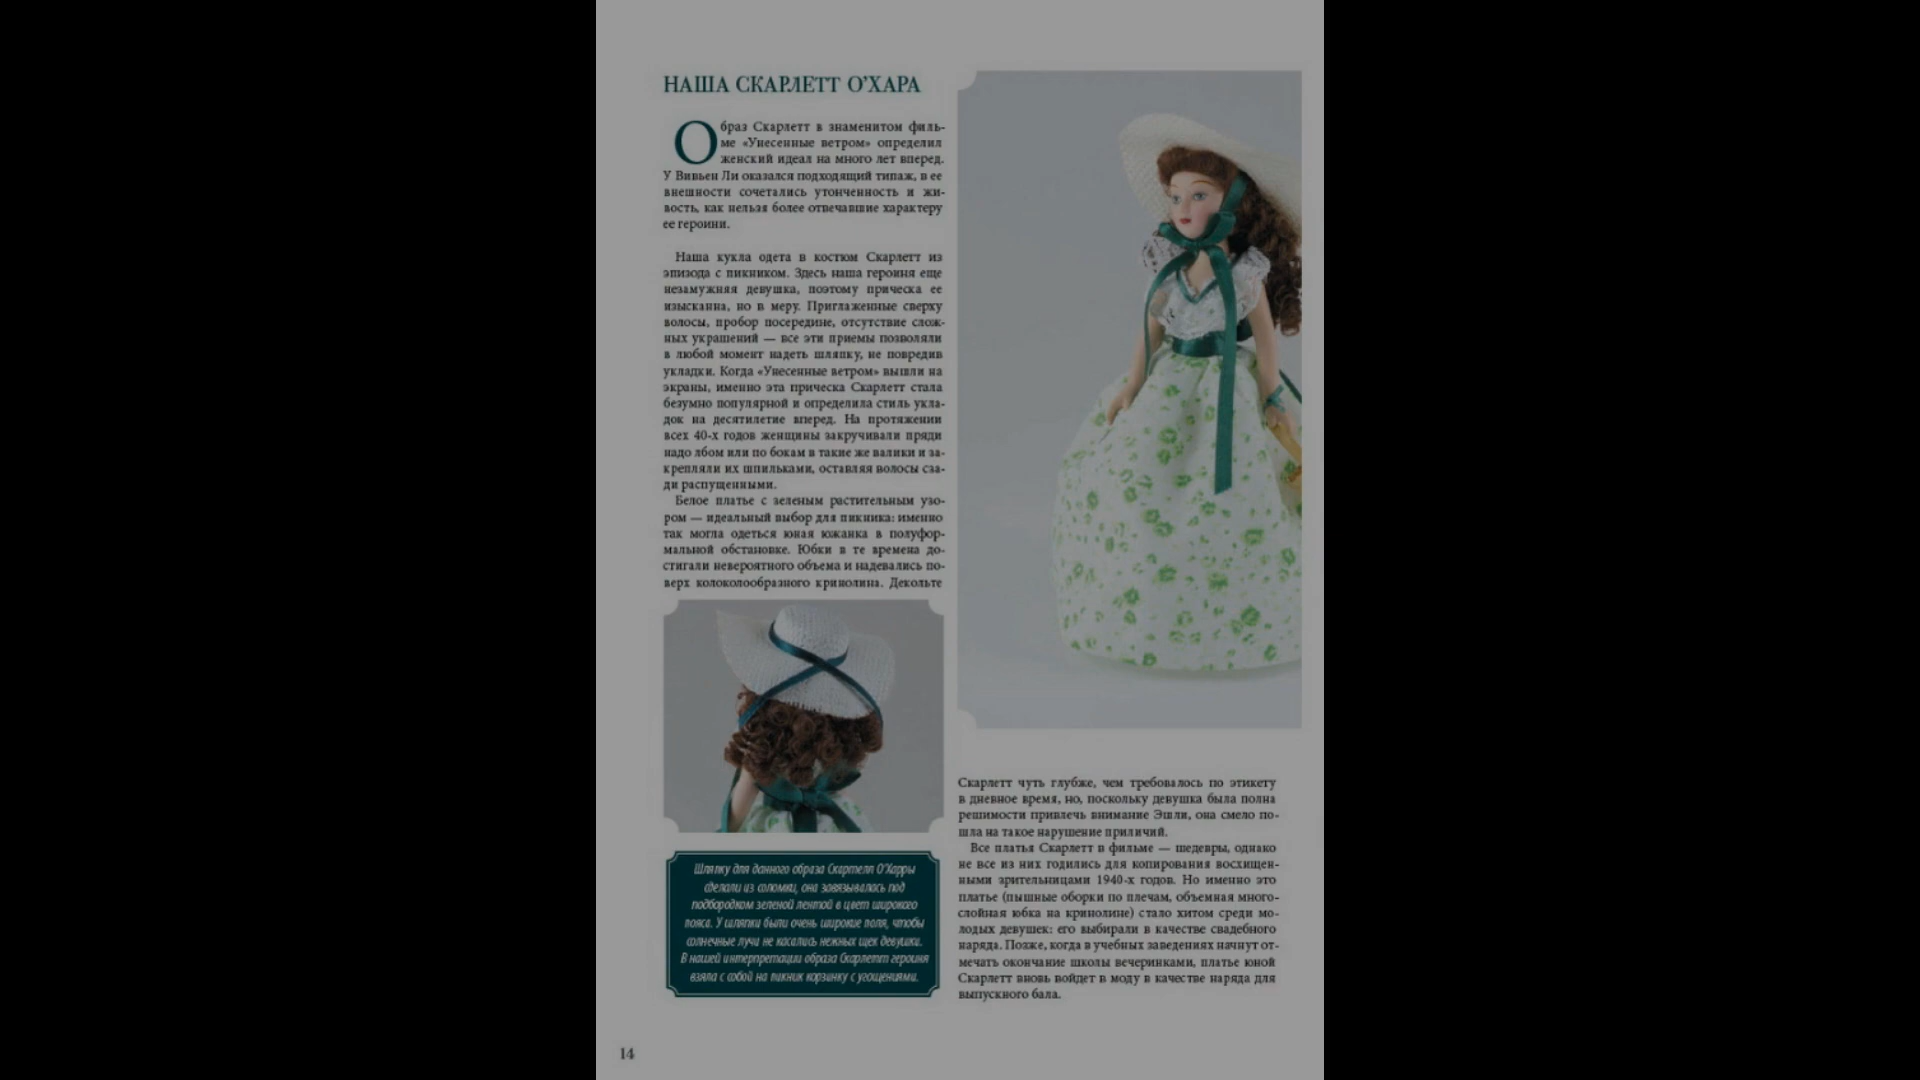 НАША СКАРЛЕТТ О’ХАРА
Образ Скарлетт в знаменитом филь-
ме «Унесенные ветром» определил
женский идеал на много лет вперед.
У Вивьен Ли оказался подходящий типаж, в ее
внешности сочетались утонченность и жи-
вость, как нельзя более отвечавшие характеру
ее героини.
Наша кукла одета в костюм Скарлетт из
эпизода с пикником. Здесь наша героиня еще
незамужняя девушка, поэтому прическа ее
изысканна, но в меру. Приглаженные сверху
волосы, пробор посередине, отсутствие слож-
ных украшений — все эти приемы позволяли
в любой момент надеть шляпку, не повредив
укладки. Когда «Унесенные ветром» вышли на
экраны, именно эта прическа Скарлетт стала
безумно популярной и определила стиль укла-
док на десятилетие вперед. На протяжении
всех 40-х годов женщины закручивали пряди
надо лбом или по бокам в такие же валики и за-
крепляли их шпильками, оставляя волосы сза-
ди распущенными.
Белое платье с зеленым растительным узо-
ром — идеальный выбор для пикника: именно
так могла одеться юная южанка в полуфор-
мальной обстановке. Юбки в те времена до-
стигали невероятного объема и надевались по-
верх колоколообразного кринолина. Декольте
Шляпку для данного образа Скартелл О’Харры
сделали из соломки, она завязывалась под
подбородком зеленой лентой в цвет широкого
пояса. У шляпки были очень широкие поля, чтобы
солнечные лучи не касались нежных щек девушки.
В нашей интерпретации образа Скарлетт героиня
взяла с собой на пикник корзинку с угощениями.
Скарлетт чуть глубже, чем требовалось по этикету
в дневное время, но, поскольку девушка была полна
решимости привлечь внимание Эшли, она смело по-
шла на такое нарушение приличий.
Все платья Скарлетт в фильме — шедевры, однако
не все из них годились для копирования восхищен-
ными зрительницами 1940-х годов. Но именно это
платье (пышные оборки по плечам, объемная много-
слойная юбка на кринолине) стало хитом среди мо-
лодых девушек: его выбирали в качестве свадебного
наряда. Позже, когда в учебных заведениях начнут от-
мечать окончание школы вечеринками, платье юной
Скарлетт вновь войдет в моду в качестве наряда для
выпускного бала.
14